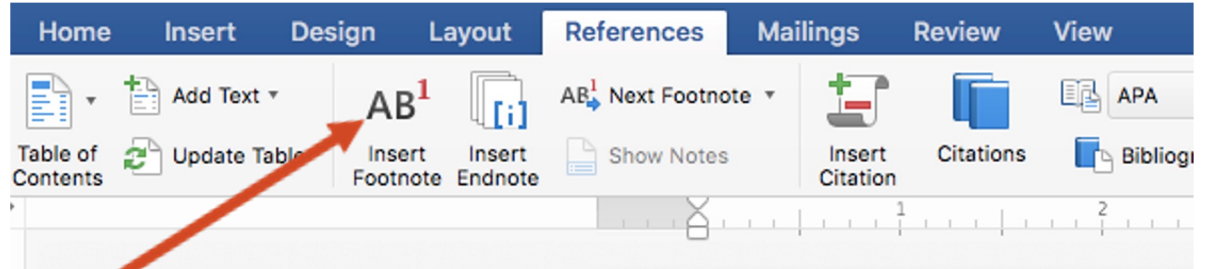 Home Insert Design Layout References Mailings Review View
Add Text
AB1
[i]
AB1 Next Footnote
APA
Table of Contents
Update Table
Insert Footnote
Insert Endnote
Show Notes
Insert Citation
Citations
1 2